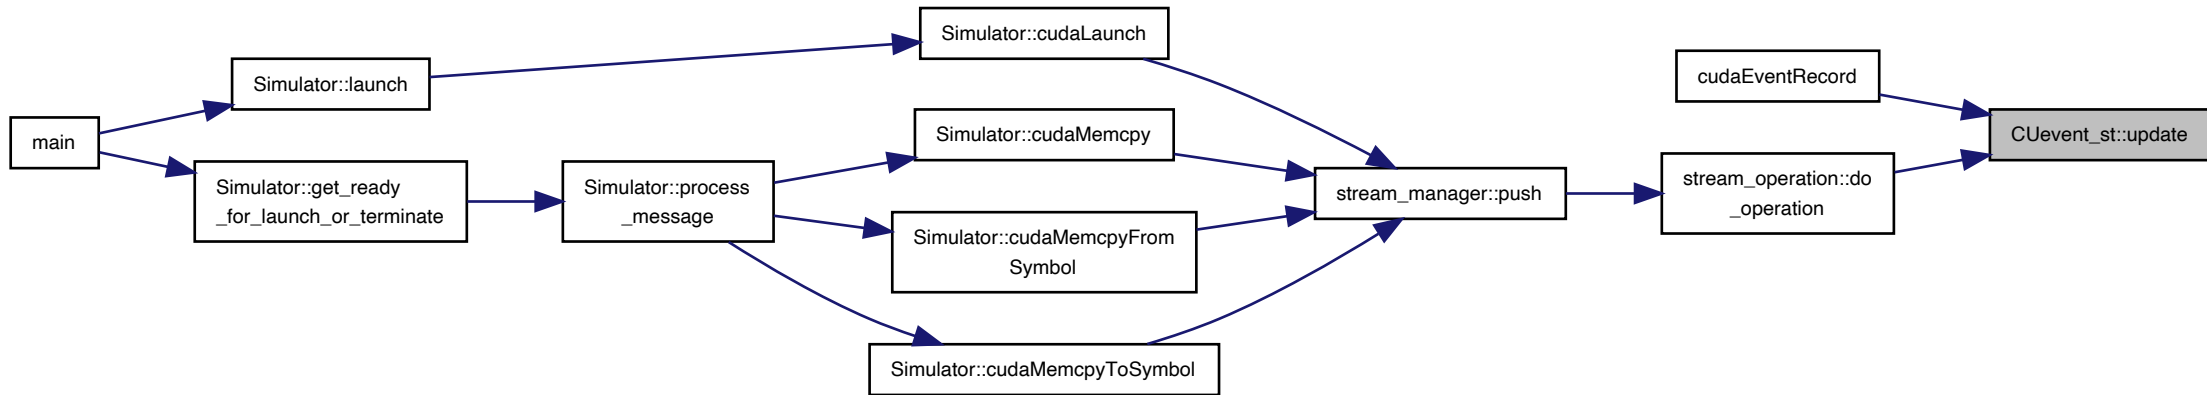 main
Simulator::launch
Simulator::get_ready
_for_launch_or_terminate
Simulator::process
_message
Simulator::cudaLaunch
Simulator::cudaMemcpy
Simulator::cudaMemcpyFrom
Symbol
Simulator::cudaMemcpyToSymbol
stream_manager::push
cudaEventRecord
stream_operation::do
_operation
CUevent_st::update